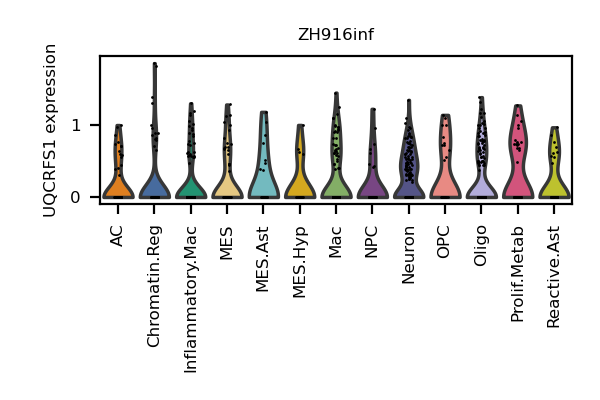 ZH916inf
UQCRFS1 expression
1
0
AC
Chromatin.Reg
Inflammatory.Mac
MES
MES.Ast
MES.Hyp
Mac
NPC
Neuron
OPC
Oligo
Prolif.Metab
Reactive.Ast